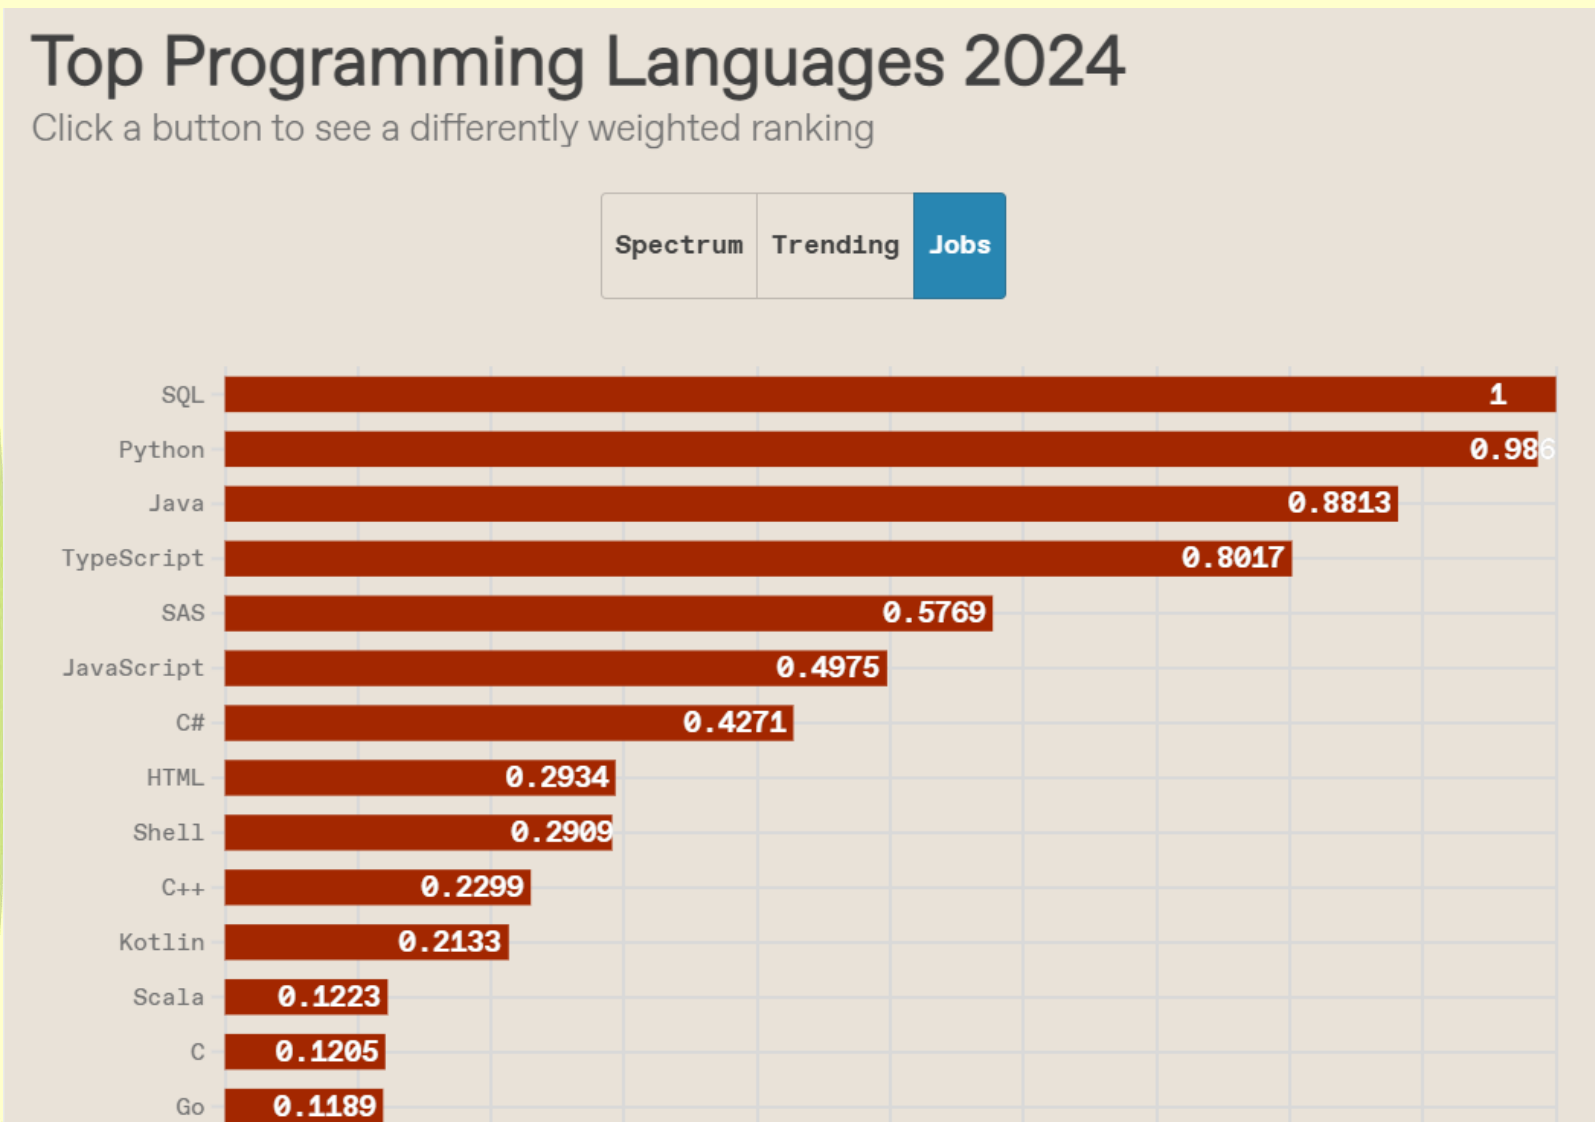 Top Programming Languages 2024
Click a button to see a differently weighted ranking
Spectrum Trending Jobs
SQL 1
Python 0.986
Java 0.8813
TypeScript 0.8017
SAS 0.5769
JavaScript 0.4975
C# 0.4271
HTML 0.2934
Shell 0.2909
C++ 0.2299
Kotlin 0.2133
Scala 0.1223
C 0.1205
Go 0.1189